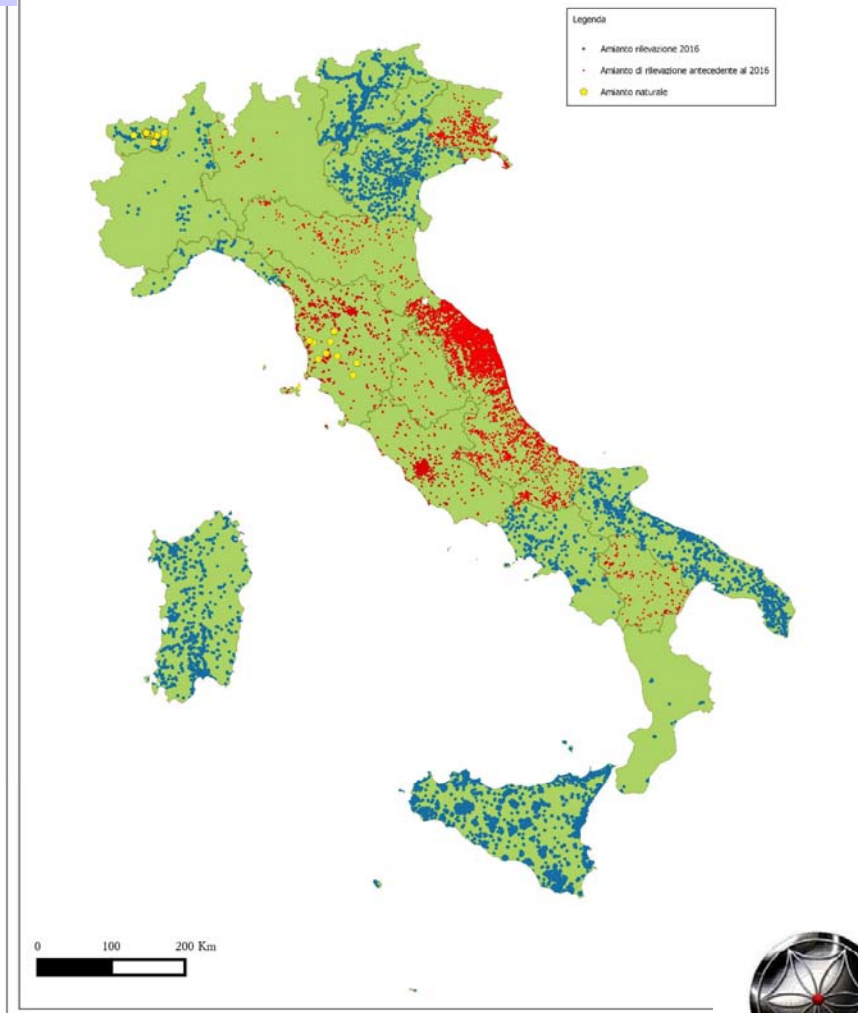 Legenda
Amianto rilevazione 2016
Amianto di rilevazione antecedente al 2016
Amianto naturale
0 100 200 Km